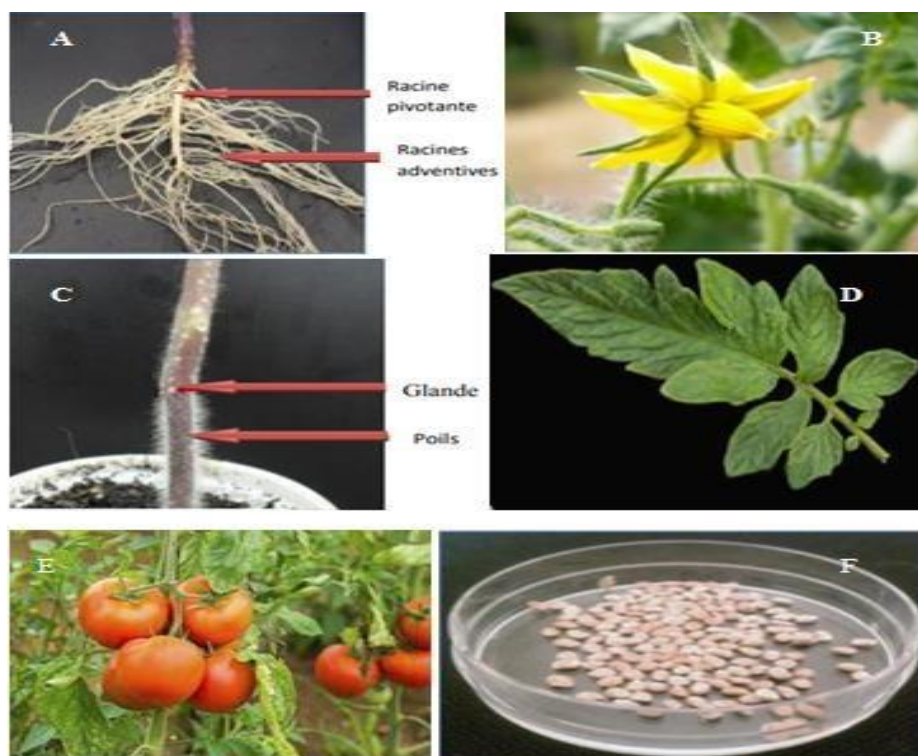 A
Racine
pivotante
Racines
adventives
B
C
Glande
Poils
D
E
F